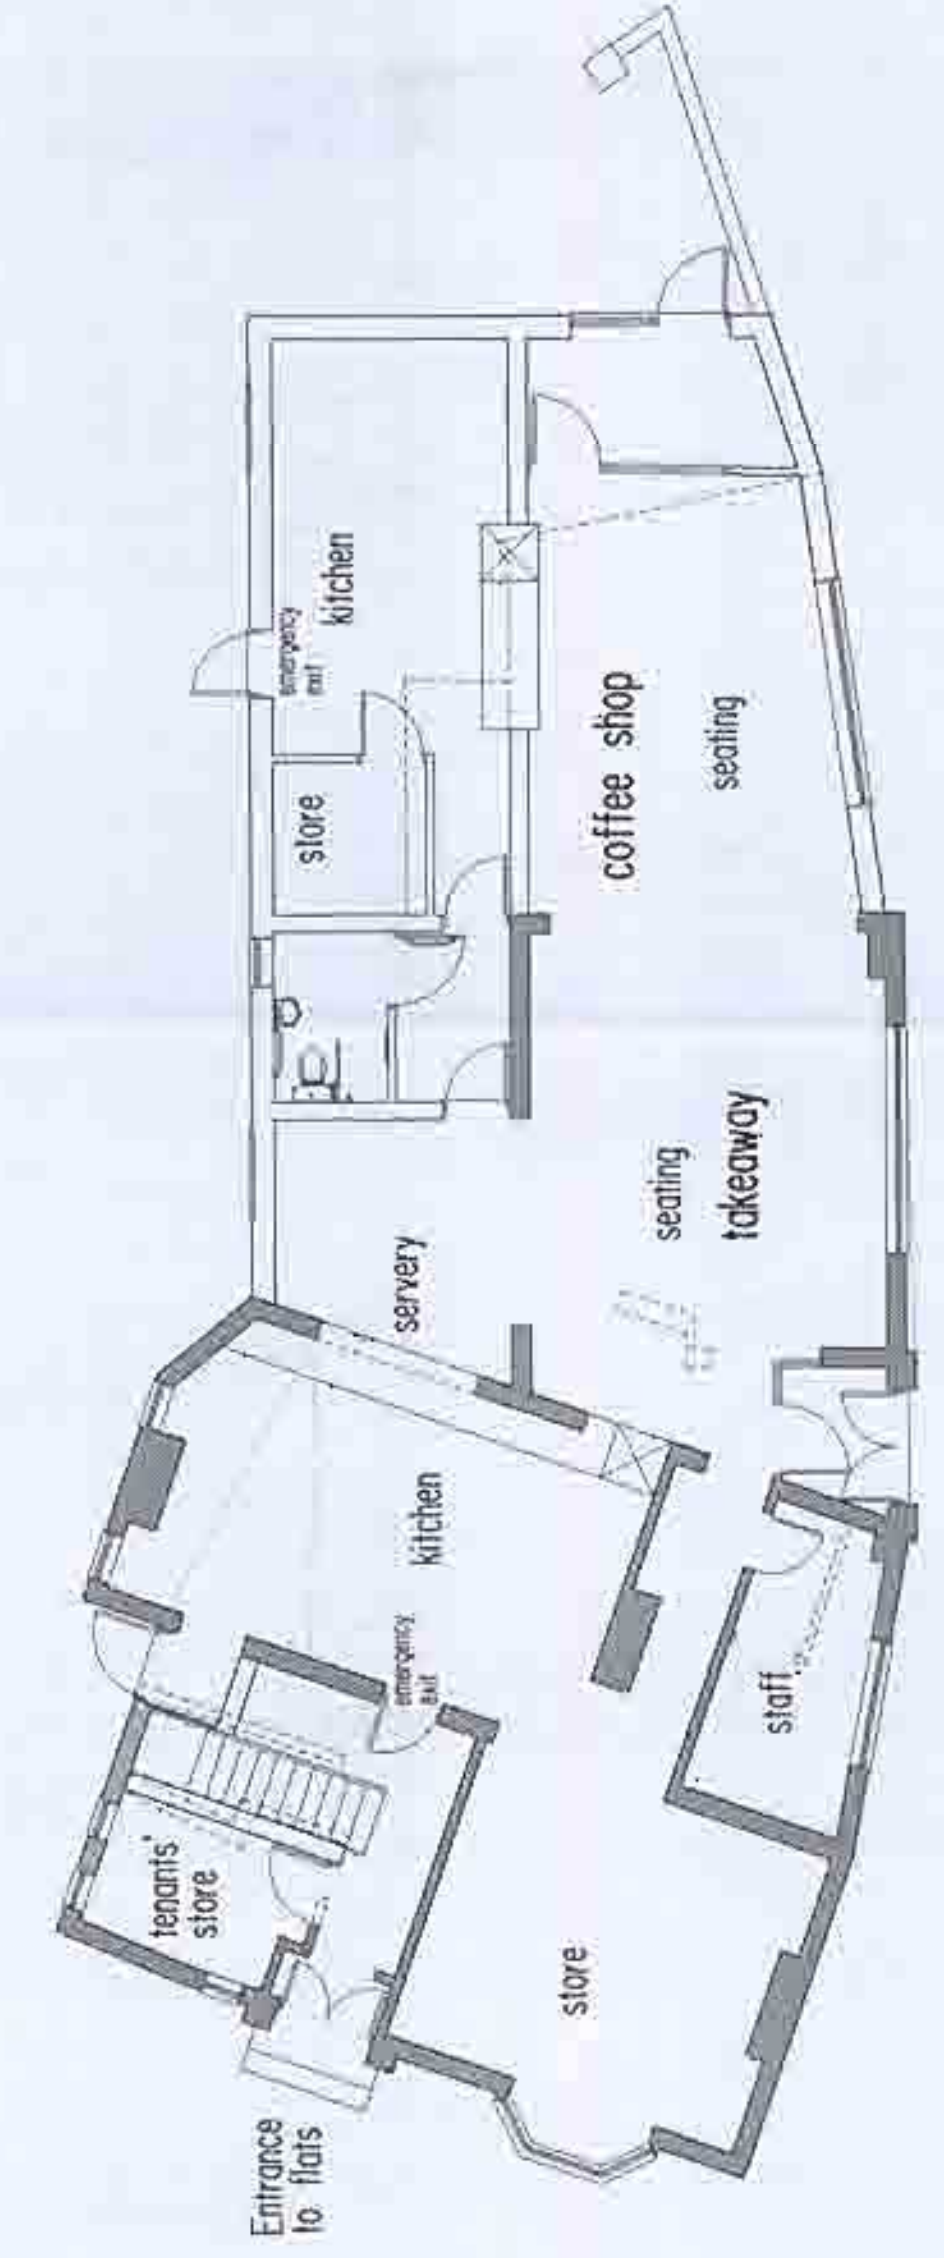 Entrance
to flats
tenants'
store
emergency
exit
kitchen
servery
store
emergency
exit
kitchen
store
staff
seating
takeaway
coffee shop
seating